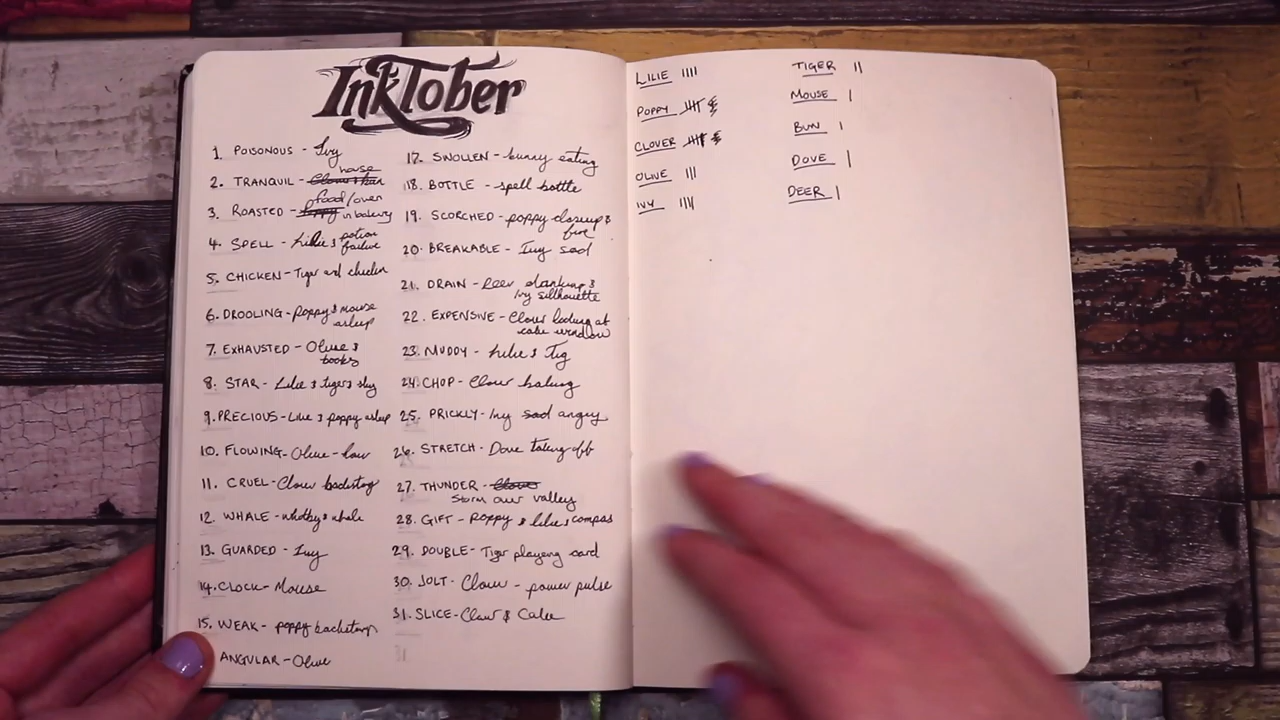 InkTober
1. POISONOUS - Ivy
house
2. TRANQUIL -
food/oven
3. ROASTED - Poppy in bakery
4. SPELL - Lilie & potion failure
5. CHICKEN - Tiger and chicken
6. DROOLING - Poppy & mouse
asleep
7. EXHAUSTED - Olive &
books
8. STAR - Lilie & tiger & sky
9. PRECIOUS - Lilie & poppy asleep
10. FLOWING - Olive -
11. CRUEL - Clover backstory
12. WHALE - & whale
13. GUARDED - Ivy
14. CLOCK - Mouse
15. WEAK - poppy backstory
ANGULAR - Olive
17. SWOLLEN - bunny eating
18. BOTTLE - spell bottle
19. SCORCHED - poppy closeup &
fire
20. BREAKABLE - Ivy sad
21. DRAIN - Deer &
Ivy sillhouette
22. EXPENSIVE - Clover looking at
cake window
23. MUDDY - Lilie & Tig
24. CHOP - Clover baking
25. PRICKLY - Ivy sad angry
26. STRETCH - Dove taking off
27. THUNDER - Clover
Storm over valley
28. GIFT - Poppy & lilie & compas
29. DOUBLE - Tiger playing card
30. JOLT - Clover - power pulse
31. SLICE - Clover & Cake
31
LILIE ||||
POPPY
CLOVER
OLIVE |||
IVY ||||
TIGER ||
MOUSE |
BUN |
DOVE |
DEER |